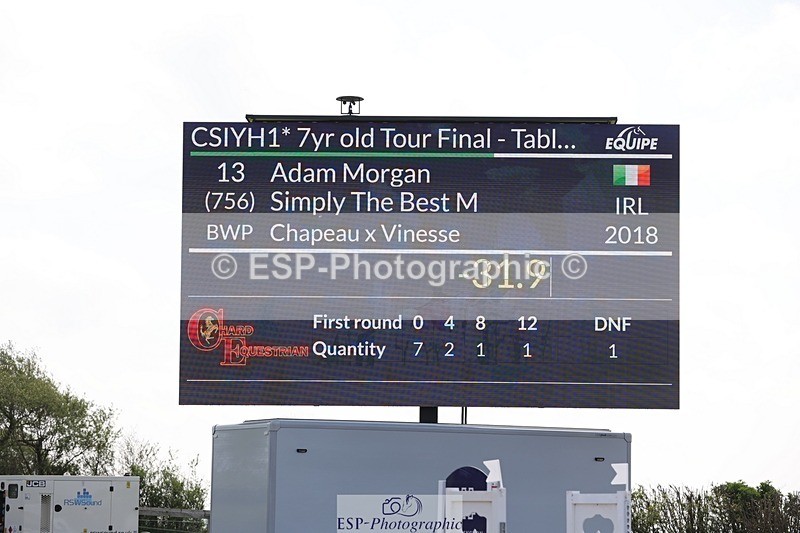 CSIYH1* 7yr old Tour Final - Tabl... EQUIPE
13 Adam Morgan
(756) Simply The Best M IRL
BWP Chapeau x Vinesse 2018
© ESP-Photographic ©
-31.9
First round 0 4 8 12 DNF
Quantity 7 2 1 1 1
CHARD EQUESTRIAN
JCB
RSWSound
ESP-Photographic